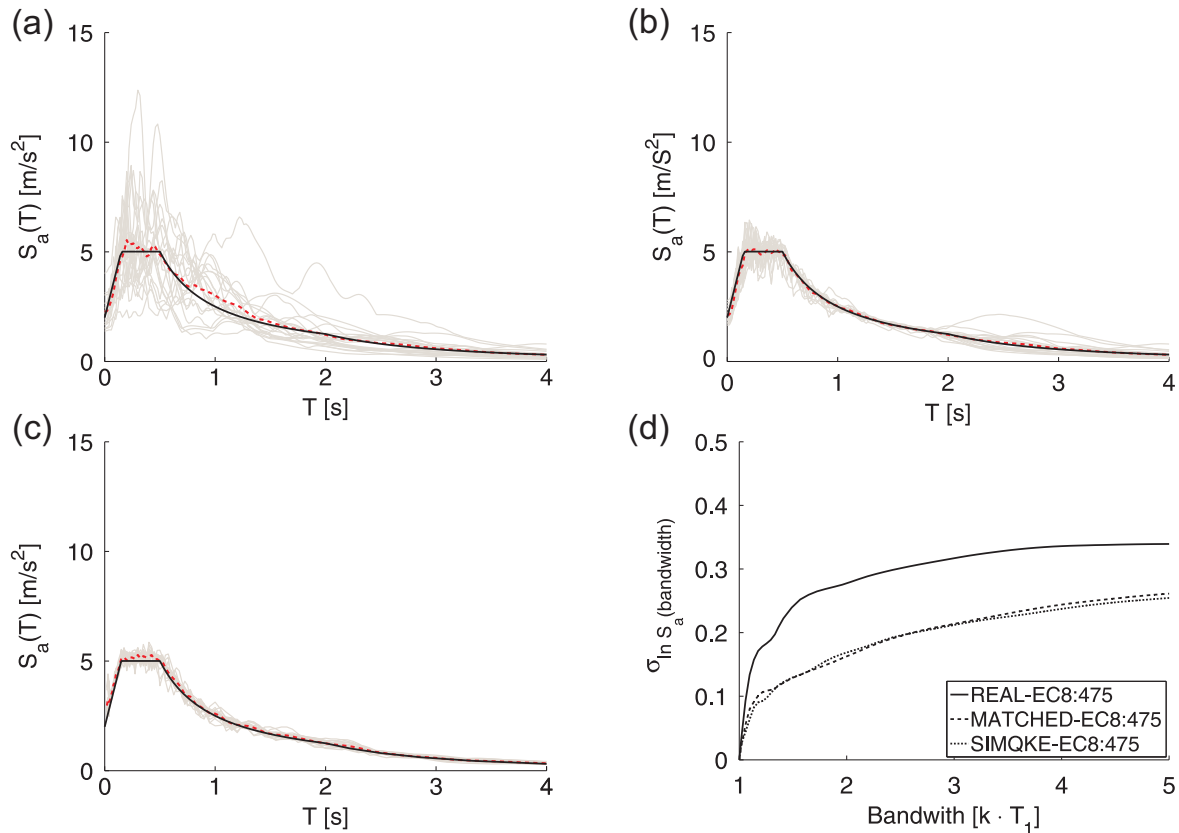 (a)
15
10
5
0
S_a(T) [m/s²]
0 1 2 3 4
T [s]
(b)
15
10
5
0
S_a(T) [m/S²]
0 1 2 3 4
T [s]
(c)
15
10
5
0
S_a(T) [m/s²]
0 1 2 3 4
T [s]
(d)
0.5
0.4
0.3
0.2
0.1
0
σ_ln S_a(bandwidth)
REAL-EC8:475
MATCHED-EC8:475
SIMQKE-EC8:475
1 2 3 4 5
Bandwith [k · T_1]